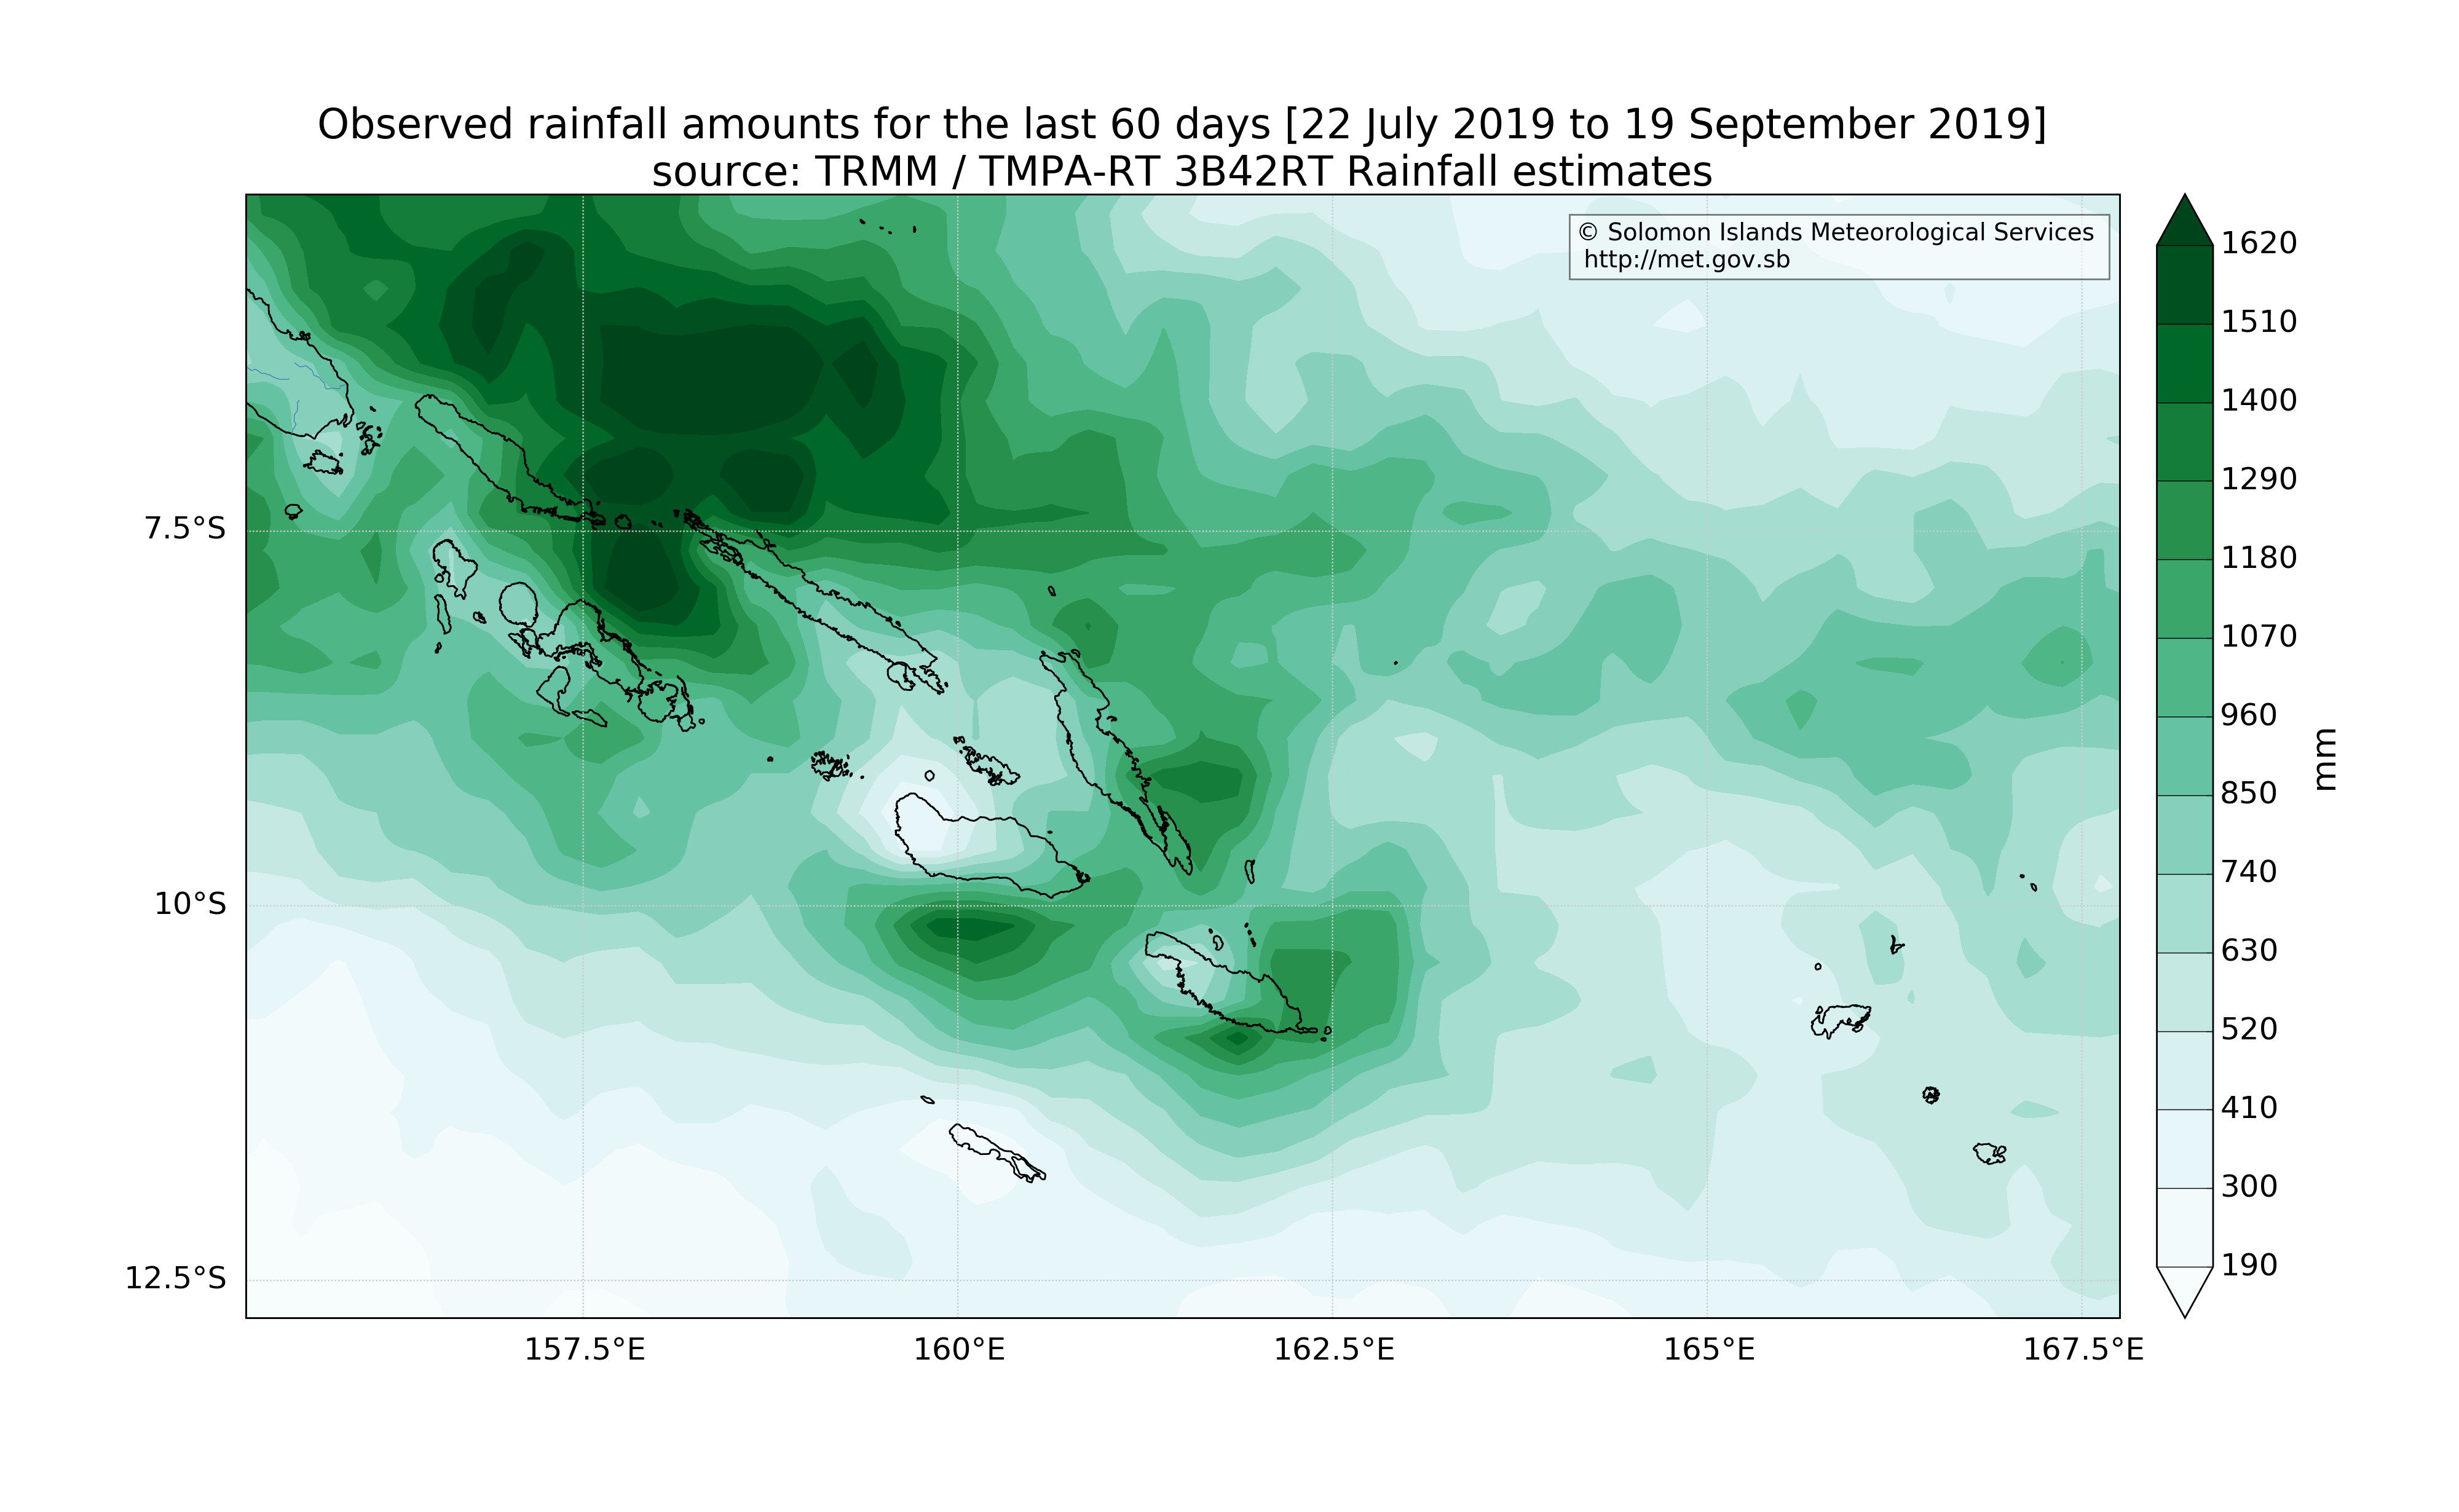 Observed rainfall amounts for the last 60 days [22 July 2019 to 19 September 2019]
source: TRMM / TMPA-RT 3B42RT Rainfall estimates
© Solomon Islands Meteorological Services
http://met.gov.sb
7.5°S
10°S
12.5°S
157.5°E
160°E
162.5°E
165°E
167.5°E
1620
1510
1400
1290
1180
1070
960
850
740
630
520
410
300
190
mm